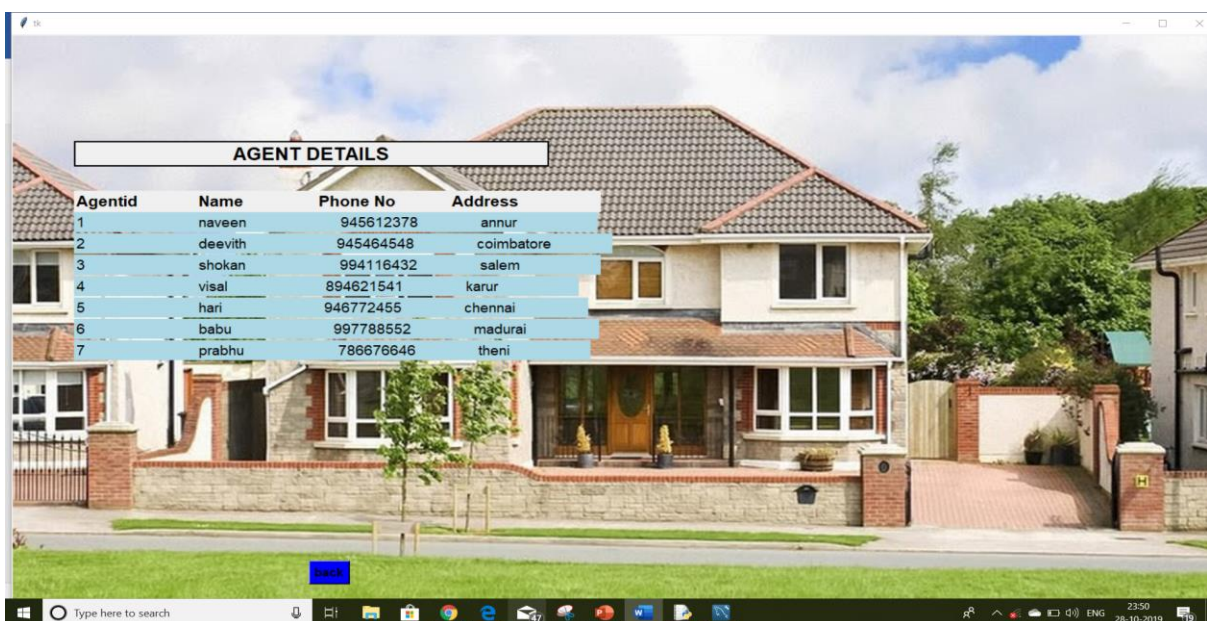 tk
AGENT DETAILS
Agentid Name Phone No Address
1 naveen 945612378 annur
2 deevith 945464548 coimbatore
3 shokan 994116432 salem
4 visal 894621541 karur
5 hari 946772455 chennai
6 babu 997788552 madurai
7 prabhu 786676646 theni
H
back
Type here to search 47 ENG 23:50
28-10-2019 19